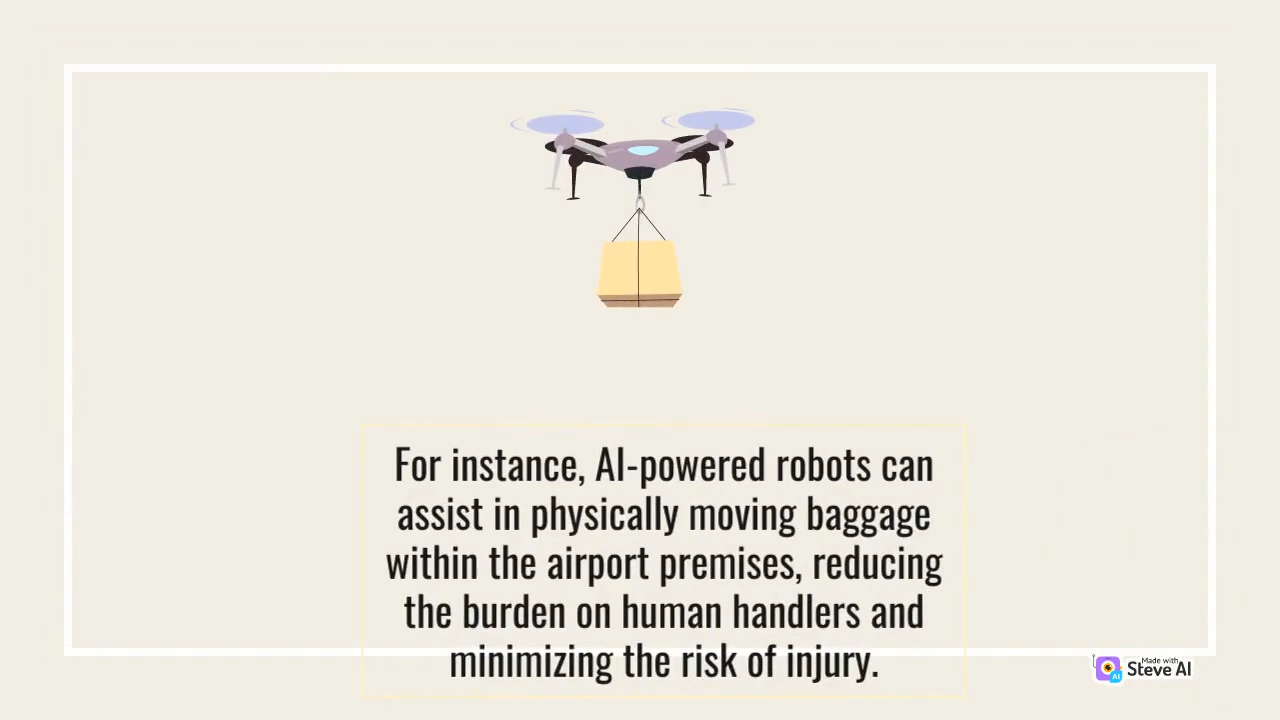 For instance, AI-powered robots can
assist in physically moving baggage
within the airport premises, reducing
the burden on human handlers and
minimizing the risk of injury.
Made with
Steve AI
AI